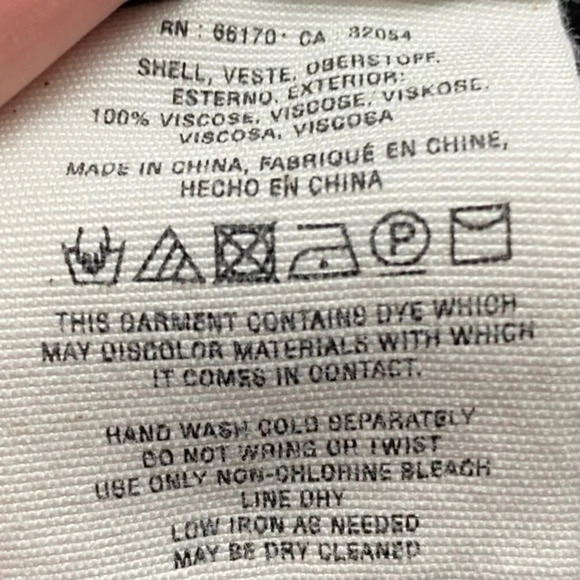 RN : 66170· CA : 32054
SHELL, VESTE, OBERSTOFF,
ESTERNO, EXTERIOR:
100% VISCOSE, VISCOSE, VISKOSE,
VISCOSA, VISCOSA
MADE IN CHINA, FABRIQUÉ EN CHINE,
HECHO EN CHINA
P
THIS GARMENT CONTAINS DYE WHICH
MAY DISCOLOR MATERIALS WITH WHICH
IT COMES IN CONTACT.
HAND WASH COLD SEPARATELY
DO NOT WRING OR TWIST
USE ONLY NON-CHLORINE BLEACH
LINE DRY
LOW IRON AS NEEDED
MAY BE DRY CLEANED